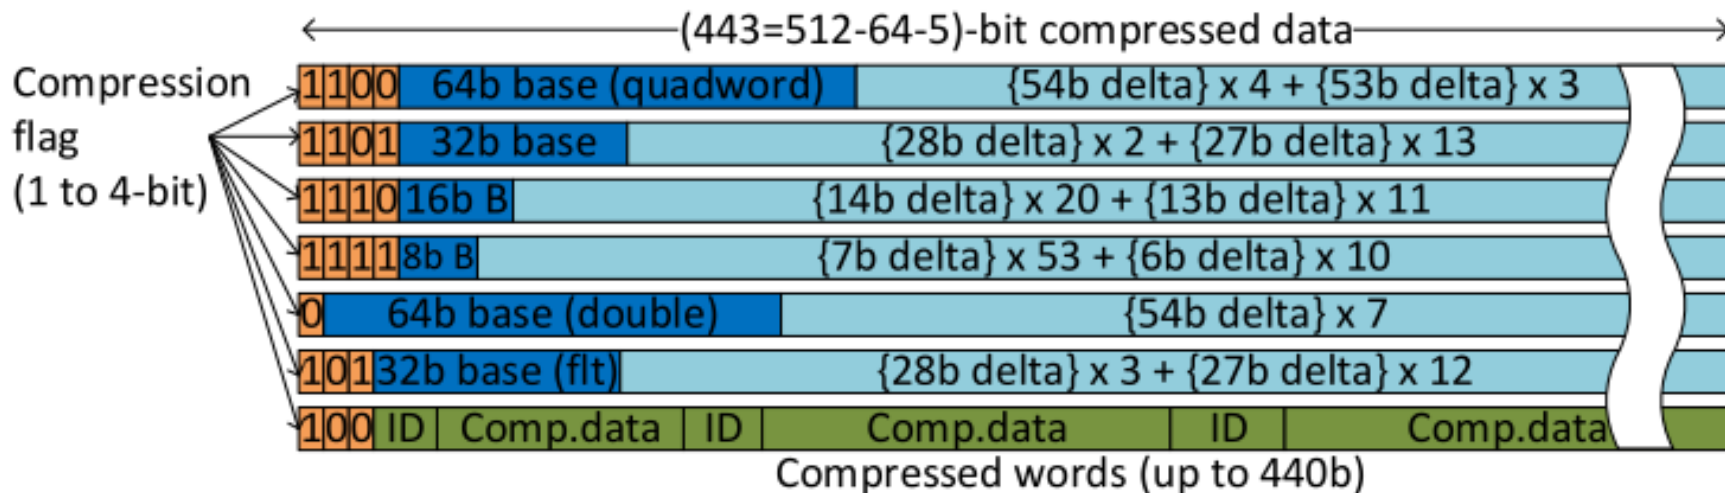 (443=512-64-5)-bit compressed data
Compression
flag
(1 to 4-bit)
1100 64b base (quadword) {54b delta} x 4 + {53b delta} x 3
1101 32b base {28b delta} x 2 + {27b delta} x 13
1110 16b B {14b delta} x 20 + {13b delta} x 11
1111 8b B {7b delta} x 53 + {6b delta} x 10
0 64b base (double) {54b delta} x 7
101 32b base (flt) {28b delta} x 3 + {27b delta} x 12
100 ID Comp.data ID Comp.data ID Comp.data
Compressed words (up to 440b)